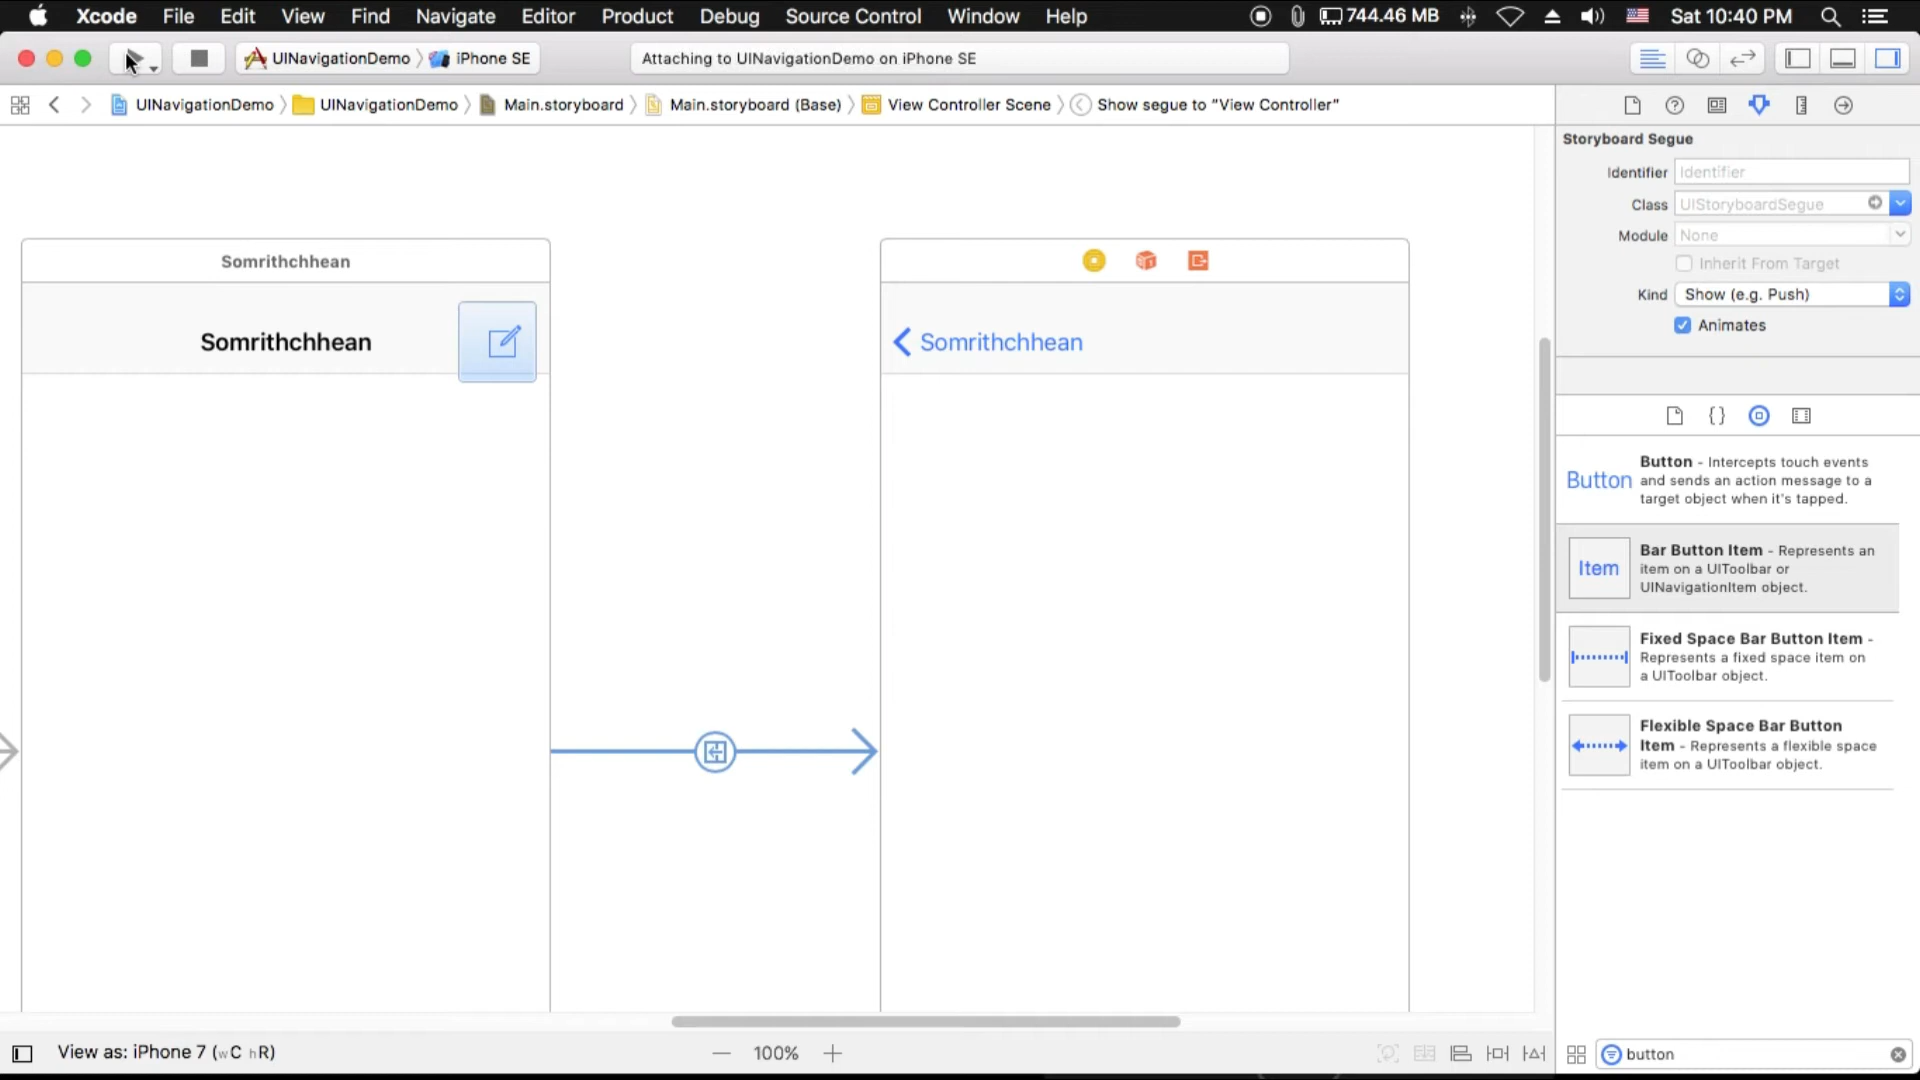 Xcode File Edit View Find Navigate Editor Product Debug Source Control Window Help 744.46 MB Sat 10:40 PM
UINavigationDemo iPhone SE Attaching to UINavigationDemo on iPhone SE
UINavigationDemo UINavigationDemo Main.storyboard Main.storyboard (Base) View Controller Scene Show segue to “View Controller”
Storyboard Segue
Identifier Identifier
Class UIStoryboardSegue
Module None
Inherit From Target
Kind Show (e.g. Push)
Animates
Somrithchhean
Somrithchhean
Somrithchhean
Button
Button - Intercepts touch events
and sends an action message to a
target object when it's tapped.
Item
Bar Button Item - Represents an
item on a UIToolbar or
UINavigationItem object.
Fixed Space Bar Button Item -
Represents a fixed space item on
a UIToolbar object.
Flexible Space Bar Button
Item - Represents a flexible space
item on a UIToolbar object.
View as: iPhone 7 (wC hR) 100%
button